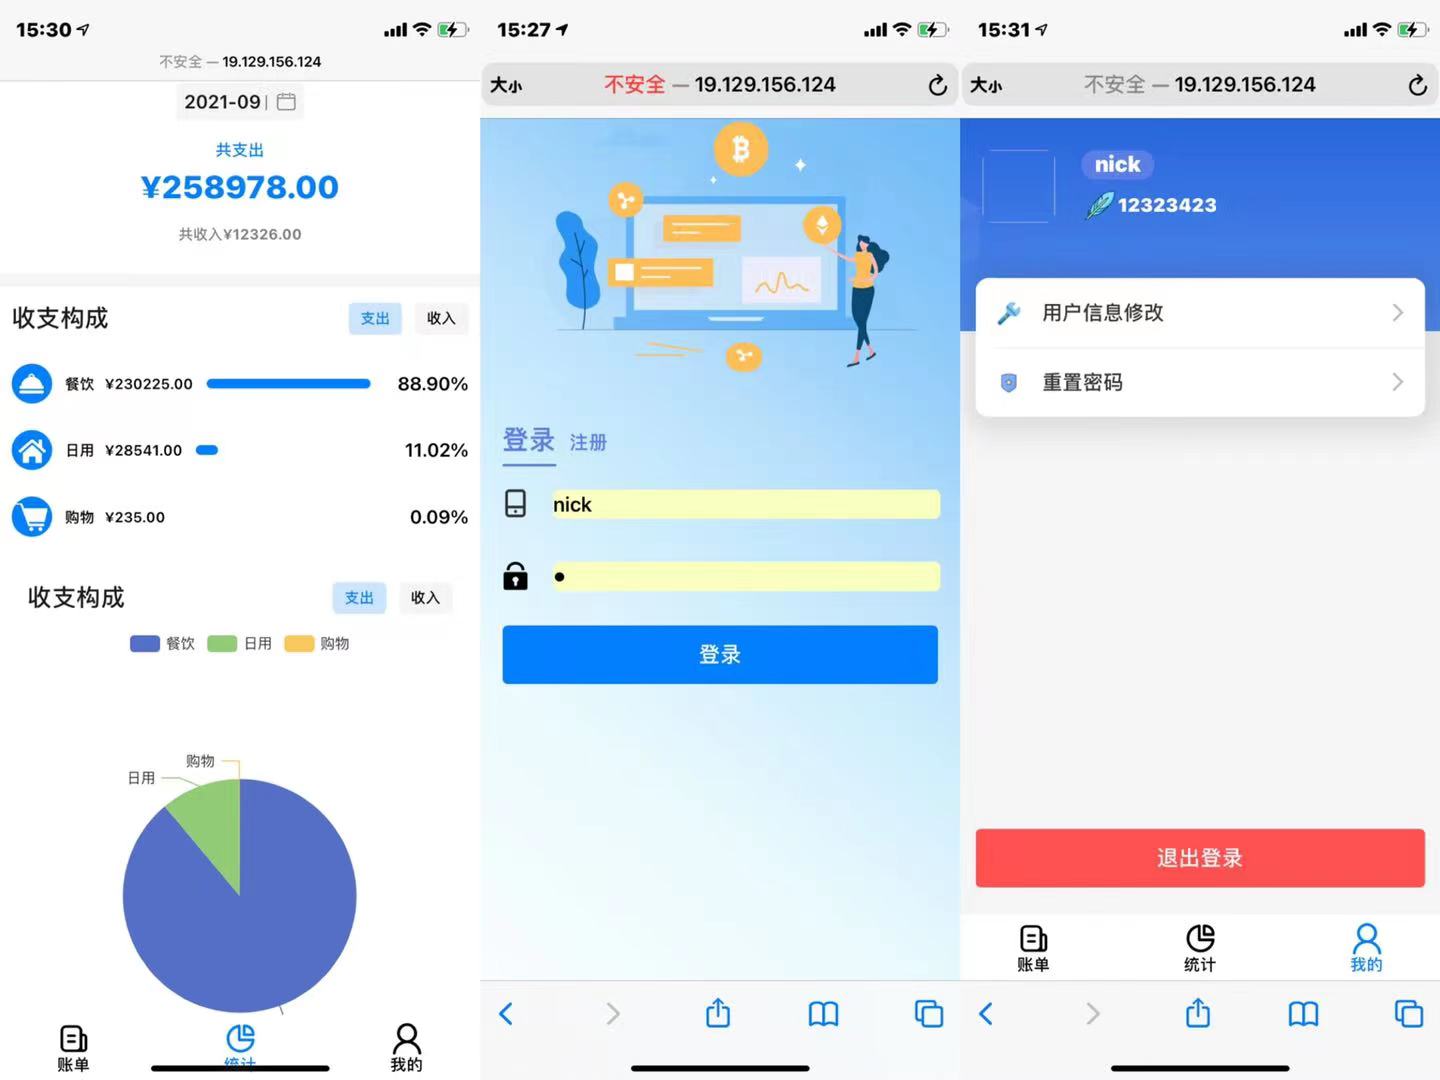 15:30
不安全 — 19.129.156.124
2021-09
共支出
¥258978.00
共收入¥12326.00
收支构成 支出 收入
餐饮 ¥230225.00 88.90%
日用 ¥28541.00 11.02%
购物 ¥235.00 0.09%
收支构成 支出 收入
餐饮 日用 购物
购物
日用
账单 统计 我的
15:27
大小 不安全 — 19.129.156.124
登录 注册
nick
登录
15:31
大小 不安全 — 19.129.156.124
nick
12323423
用户信息修改
重置密码
退出登录
账单 统计 我的